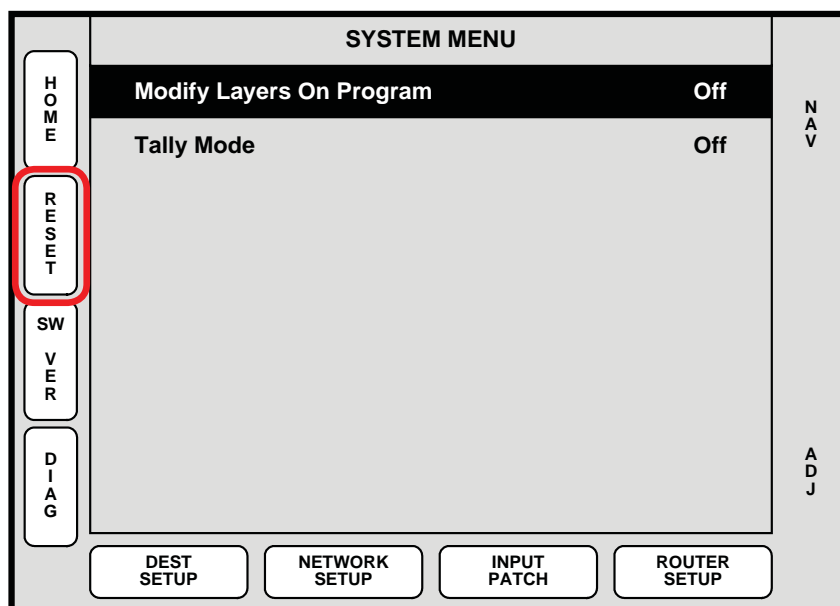 SYSTEM MENU
HOME
Modify Layers On Program Off
NAV
Tally Mode Off
RESET
SW VER
DIAG
ADJ
DEST SETUP
NETWORK SETUP
INPUT PATCH
ROUTER SETUP